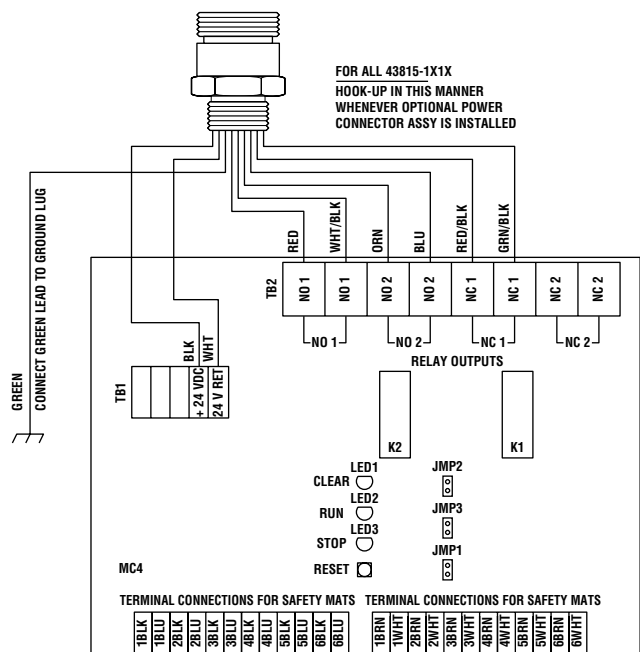 FOR ALL 43815-1X1X
HOOK-UP IN THIS MANNER
WHENEVER OPTIONAL POWER
CONNECTOR ASSY IS INSTALLED
RED
WHT/BLK
ORN
BLU
RED/BLK
GRN/BLK
TB2
NO 1
NO 1
NO 2
NO 2
NC 1
NC 1
NC 2
NC 2
NO 1
NO 2
NC 1
NC 2
RELAY OUTPUTS
GREEN
CONNECT GREEN LEAD TO GROUND LUG
BLK
WHT
TB1
+ 24 VDC
24 V RET
K2
K1
LED1
CLEAR
JMP2
LED2
RUN
JMP3
LED3
STOP
JMP1
MC4
RESET
TERMINAL CONNECTIONS FOR SAFETY MATS
TERMINAL CONNECTIONS FOR SAFETY MATS
1BLK
1BLU
2BLK
2BLU
3BLK
3BLU
4BLK
4BLU
5BLK
5BLU
6BLK
6BLU
1BRN
1WHT
2BRN
2WHT
3BRN
3WHT
4BRN
4WHT
5BRN
5WHT
6BRN
6WHT